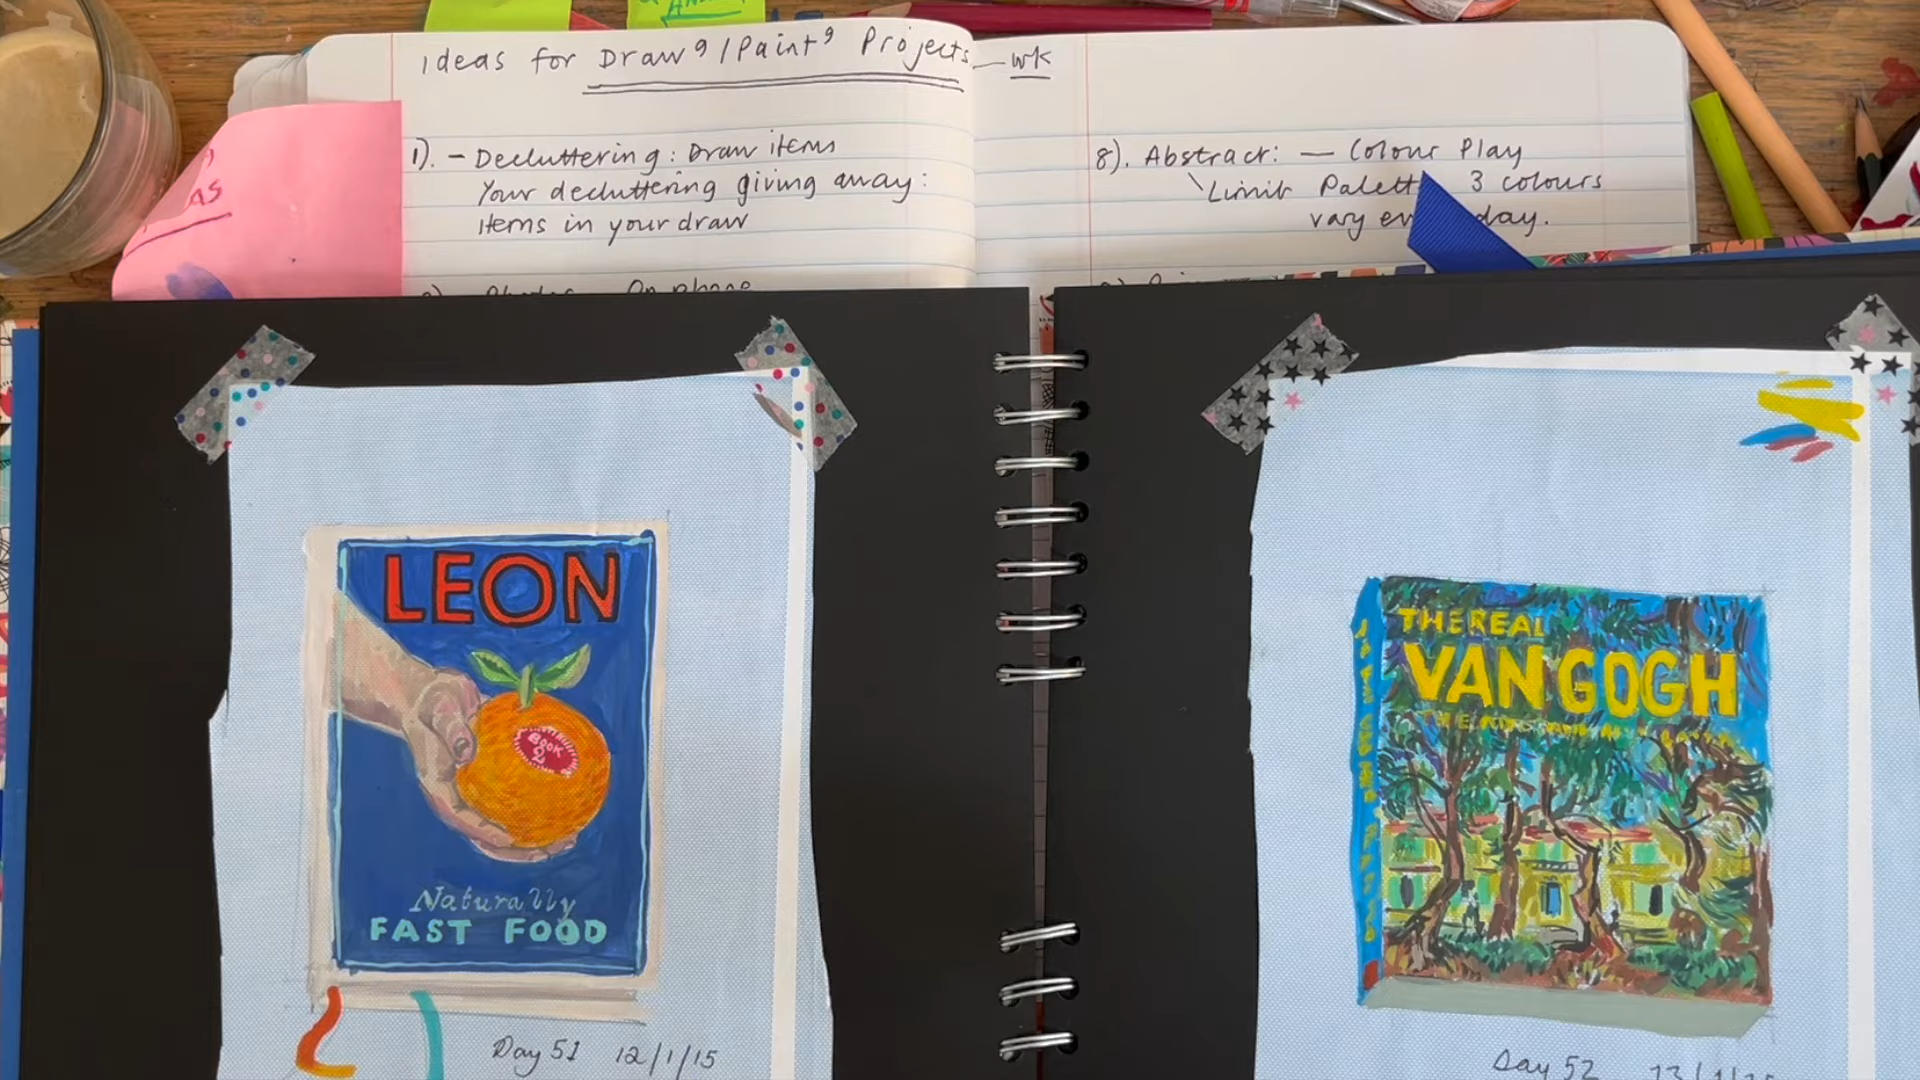 Ideas for Draw9/Paint9 Projects — wk
1). – Decluttering: Draw items
Your decluttering giving away:
items in your draw
On phone
8). Abstract: — Colour Play
Limit Palett 3 colours
vary ev day.
LEON
BOOK
2
Naturally
FAST FOOD
Day 51 12/1/15
THE REAL
VAN GOGH
Day 52